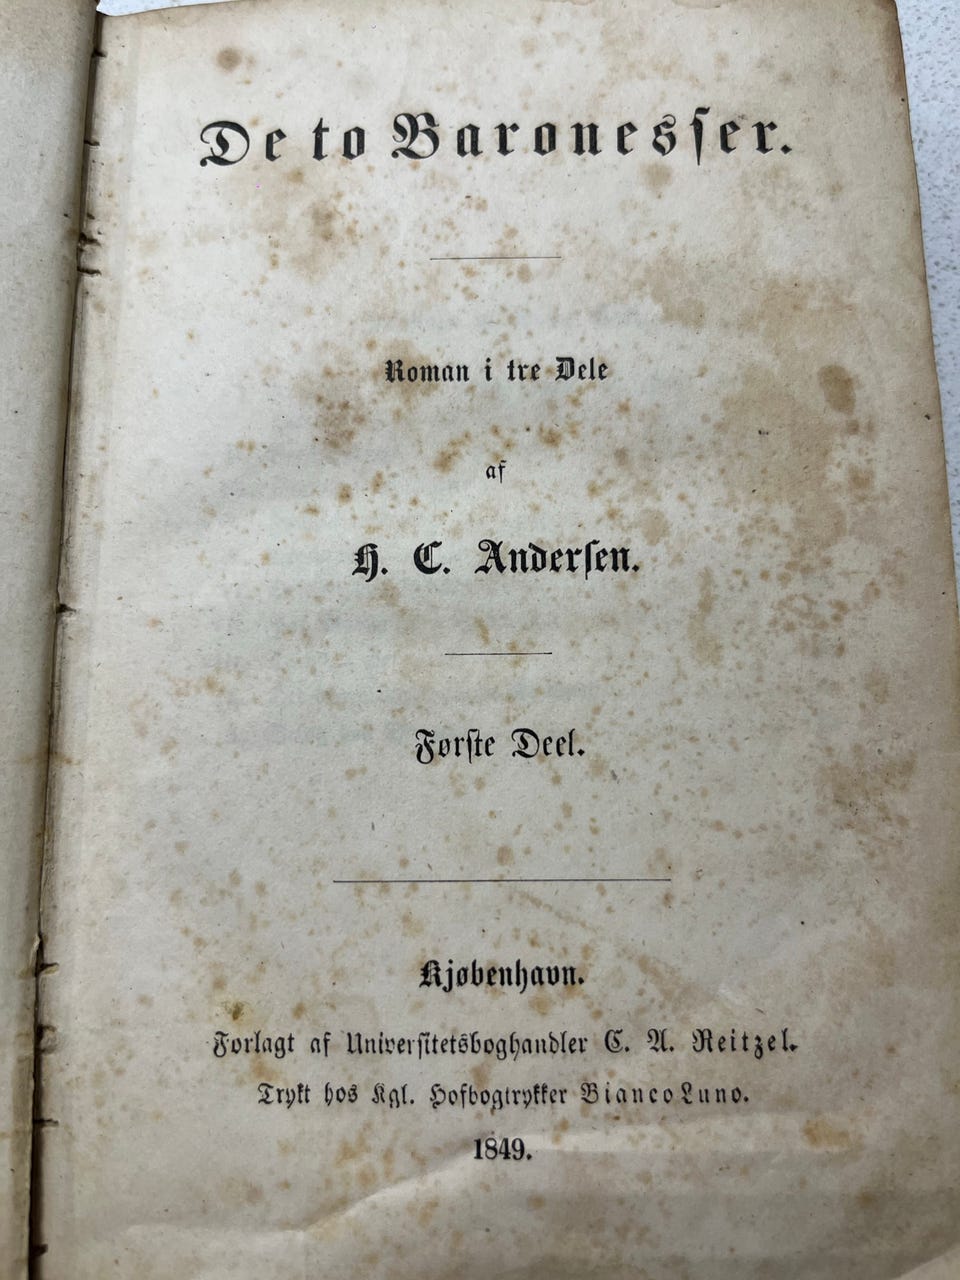 De to Baronesser.
Roman i tre Dele
af
H. C. Andersen.
Første Deel.
Kjøbenhavn.
Forlagt af Universitetsboghandler C. A. Reitzel.
Trykt hos Kgl. Hofbogtrykker Bianco Luno.
1849.